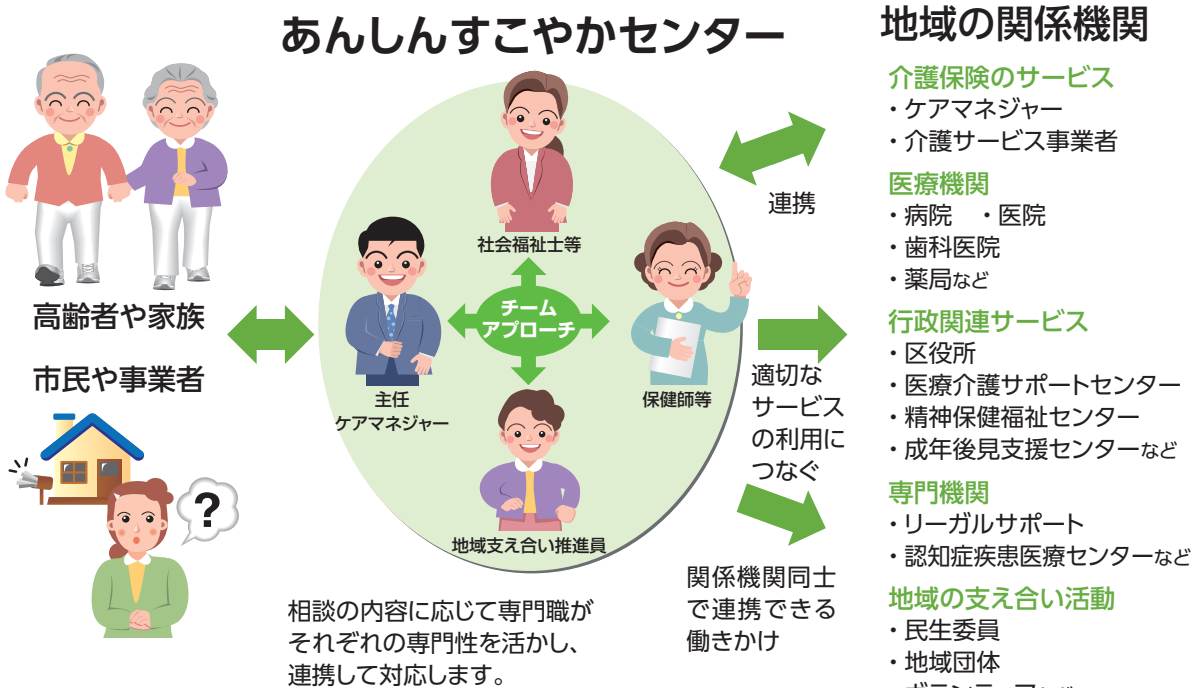 あんしんすこやかセンター
高齢者や家族
市民や事業者
?
社会福祉士等
主任
ケアマネジャー
チーム
アプローチ
保健師等
地域支え合い推進員
相談の内容に応じて専門職が
それぞれの専門性を活かし、
連携して対応します。
連携
適切な
サービス
の利用に
つなぐ
関係機関同士
で連携できる
働きかけ
地域の関係機関
介護保険のサービス
・ケアマネジャー
・介護サービス事業者
医療機関
・病院　・医院
・歯科医院
・薬局など
行政関連サービス
・区役所
・医療介護サポートセンター
・精神保健福祉センター
・成年後見支援センターなど
専門機関
・リーガルサポート
・認知症疾患医療センターなど
地域の支え合い活動
・民生委員
・地域団体